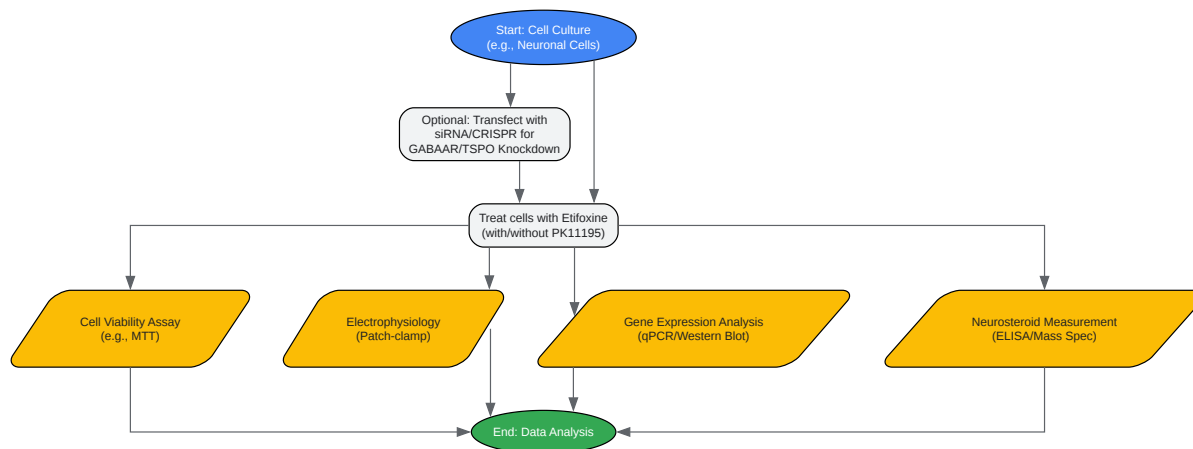 Start: Cell Culture
(e.g., Neuronal Cells)
Optional: Transfect with
siRNA/CRISPR for
GABAAR/TSPO Knockdown
Treat cells with Etifoxine
(with/without PK11195)
Cell Viability Assay
(e.g., MTT)
Electrophysiology
(Patch-clamp)
Gene Expression Analysis
(qPCR/Western Blot)
Neurosteroid Measurement
(ELISA/Mass Spec)
End: Data Analysis